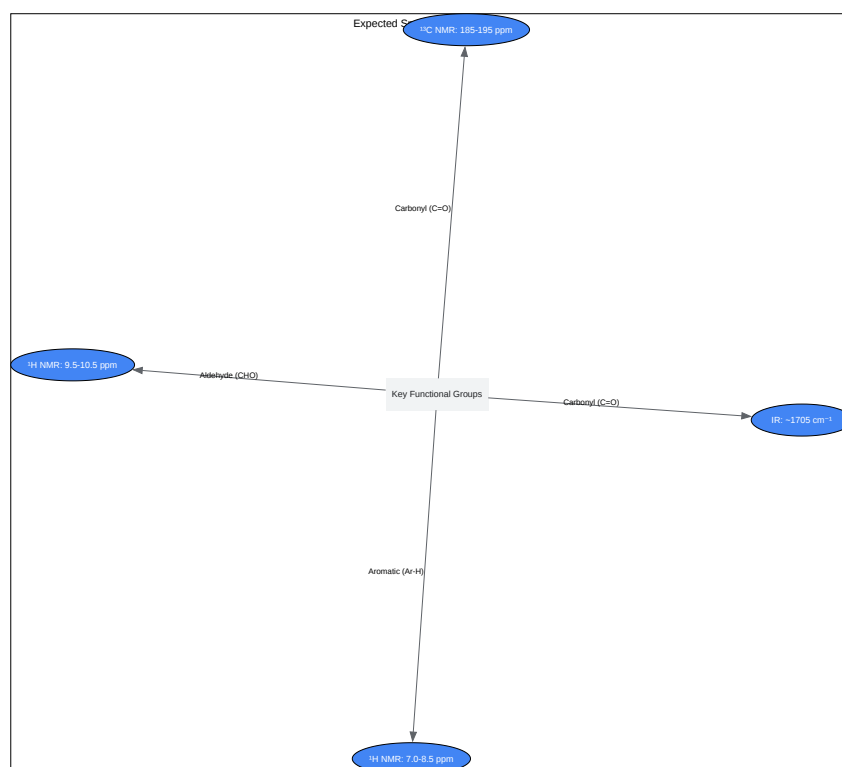 Expected
¹³C NMR: 185-195 ppm
Carbonyl (C=O)
¹H NMR: 9.5-10.5 ppm
Aldehyde (CHO)
Key Functional Groups
Carbonyl (C=O)
IR: ~1705 cm⁻¹
Aromatic (Ar-H)
¹H NMR: 7.0-8.5 ppm